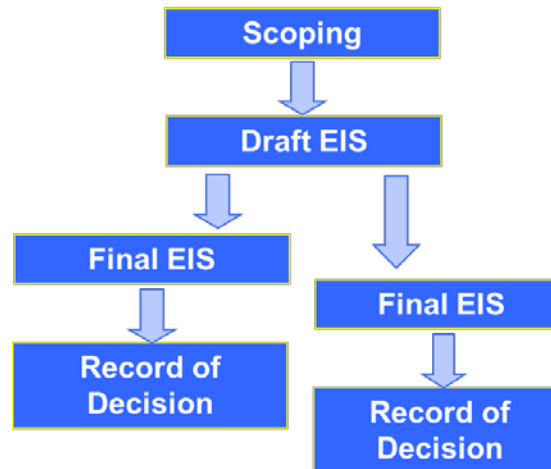 Scoping
Draft EIS
Final EIS
Final EIS
Record of
Decision
Record of
Decision